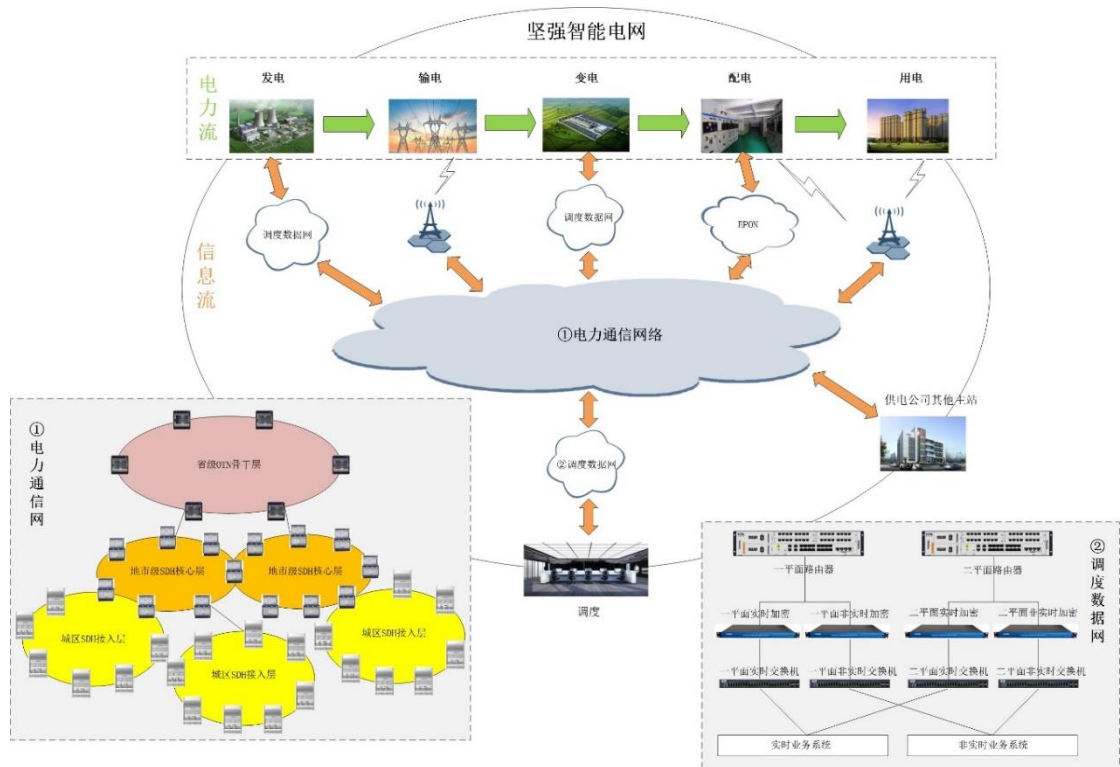 坚强智能电网
电力流
发电
输电
变电
配电
用电
信息流
调度数据网
调度数据网
EPON
①电力通信网络
供电公司其他主站
②调度数据网
调度
①电力通信网
省级OTN骨干层
地市级SDH核心层
地市级SDH核心层
城区SDH接入层
城区SDH接入层
城区SDH接入层
②调度数据网
一平面路由器
二平面路由器
一平面实时加密
一平面非实时加密
二平面实时加密
二平面非实时加密
一平面实时交换机
一平面非实时交换机
二平面实时交换机
二平面非实时交换机
实时业务系统
非实时业务系统